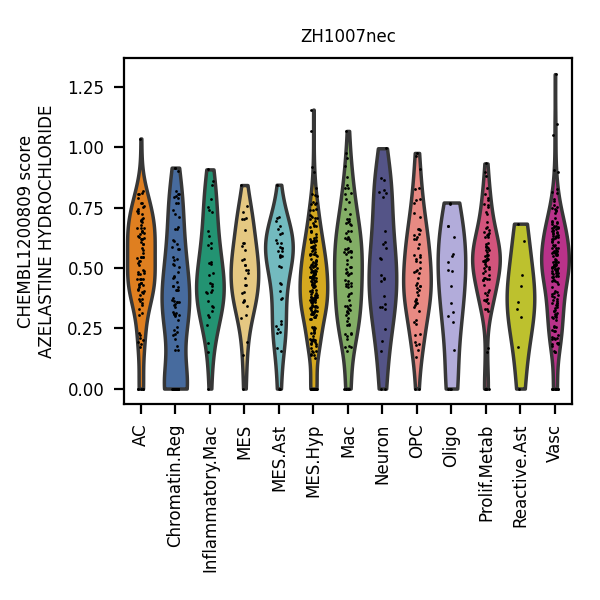 ZH1007nec
CHEMBL1200809 score
AZELASTINE HYDROCHLORIDE
1.25
1.00
0.75
0.50
0.25
0.00
AC
Chromatin.Reg
Inflammatory.Mac
MES
MES.Ast
MES.Hyp
Mac
Neuron
OPC
Oligo
Prolif.Metab
Reactive.Ast
Vasc